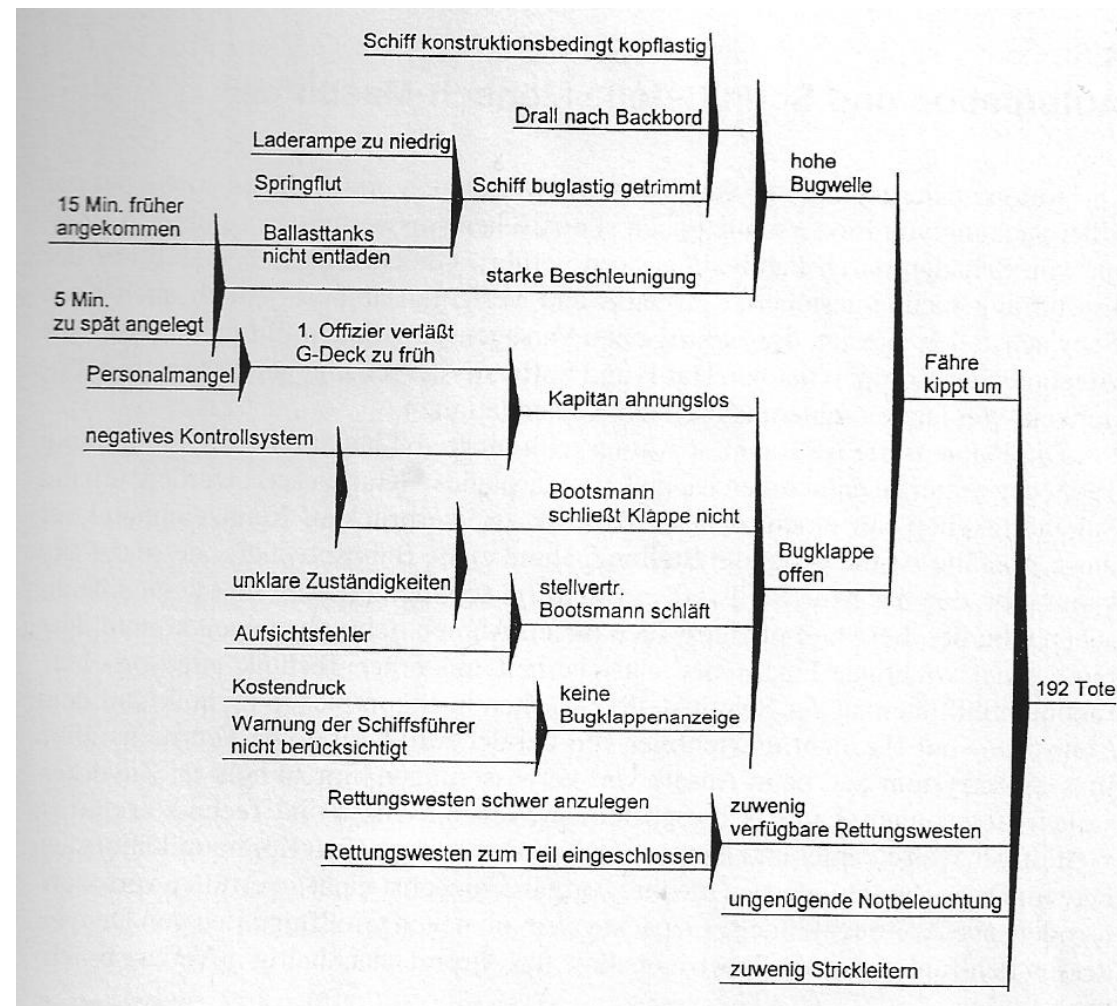 Schiff konstruktionsbedingt kopflastig
Drall nach Backbord
Laderampe zu niedrig
Springflut
Schiff buglastig getrimmt
hohe
Bugwelle
15 Min. früher
angekommen
Ballasttanks
nicht entladen
starke Beschleunigung
5 Min.
zu spät angelegt
1. Offizier verläßt
G-Deck zu früh
Personalmangel
Fähre
kippt um
Kapitän ahnungslos
negatives Kontrollsystem
Bootsmann
schließt Klappe nicht
Bugklappe
offen
unklare Zuständigkeiten
stellvertr.
Bootsmann schläft
Aufsichtsfehler
Kostendruck
Warnung der Schiffsführer
nicht berücksichtigt
keine
Bugklappenanzeige
192 Tote
Rettungswesten schwer anzulegen
zuwenig
verfügbare Rettungswesten
Rettungswesten zum Teil eingeschlossen
ungenügende Notbeleuchtung
zuwenig Strickleitern